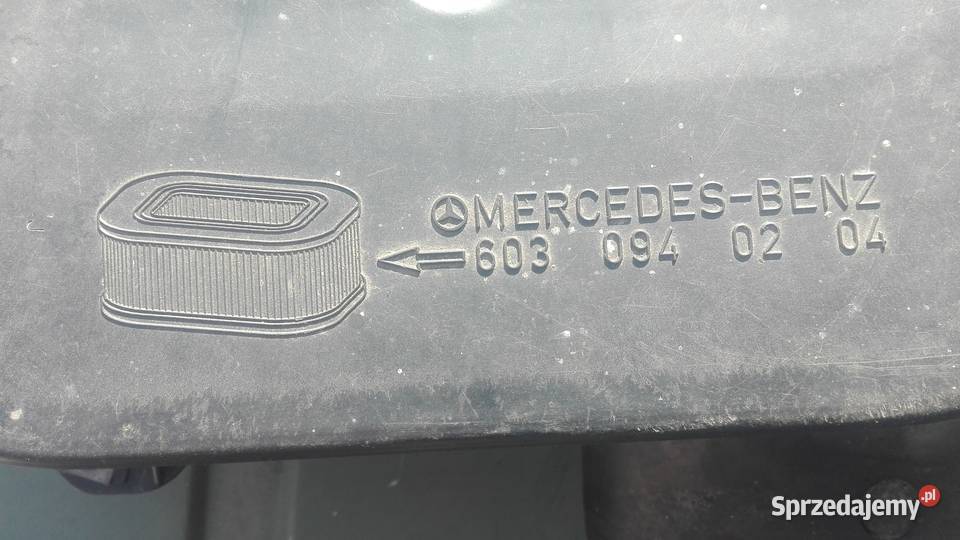 MERCEDES-BENZ
603 094 02 04
Sprzedajemy.pl